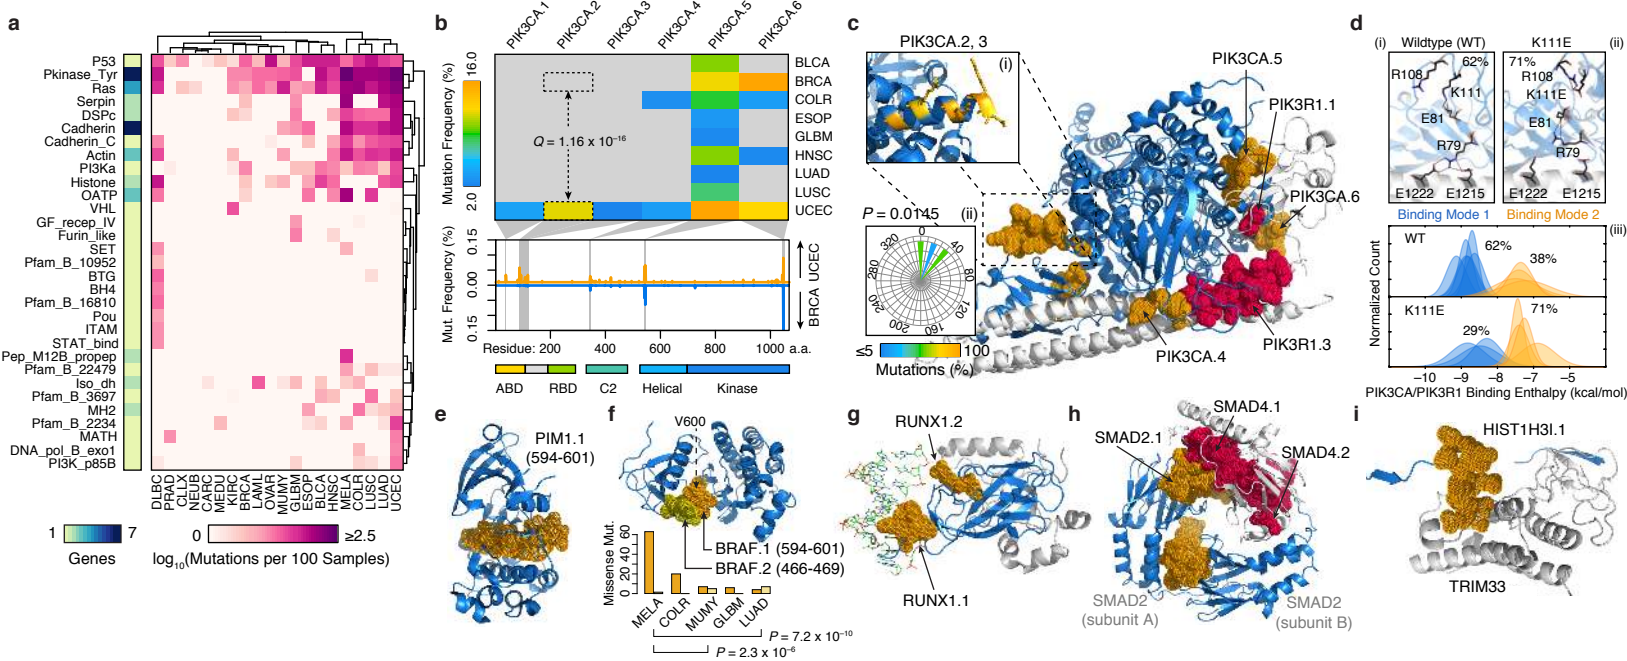 a
P53
Pkinase_Tyr
Ras
Serpin
DSPc
Cadherin
Cadherin_C
Actin
PI3Ka
Histone
OATP
VHL
GF_recep_IV
Furin_like
SET
Pfam_B_10952
BTG
BH4
Pfam_B_16810
Pou
ITAM
STAT_bind
Pep_M12B_propep
Pfam_B_22479
Iso_dh
Pfam_B_3697
MH2
Pfam_B_2234
MATH
DNA_pol_B_exo1
PI3K_p85B
DLBC
PRAD
CLLX
NEUB
CARC
MEDU
KIRC
BRCA
LAML
OVAR
MUMY
GLBM
ESOP
BLCA
HNSC
MELA
COLR
LUSC
LUAD
UCEC
1 7
Genes
0 ≥2.5
log10(Mutations per 100 Samples)
b
PIK3CA.1
PIK3CA.2
PIK3CA.3
PIK3CA.4
PIK3CA.5
PIK3CA.6
16.0
Mutation Frequency (%)
2.0
BLCA
BRCA
COLR
ESOP
GLBM
HNSC
LUAD
LUSC
UCEC
Q = 1.16 x 10–16
Mut. Frequency (%)
0.15
0.00
0.15
UCEC
BRCA
Residue: 200 400 600 800 1000 a.a.
ABD RBD C2 Helical Kinase
c
PIK3CA.2, 3
(i)
P = 0.0145
(ii)
0
40
80
120
160
200
240
280
320
≤5 100
Mutations (%)
PIK3CA.5
PIK3R1.1
PIK3CA.6
PIK3R1.3
PIK3CA.4
d
(i) Wildtype (WT)
K111E (ii)
62%
R108
K111
E81
R79
E1222 E1215
Binding Mode 1
71%
R108
K111E
E81
R79
E1222 E1215
Binding Mode 2
(iii)
Normalized Count
WT
62%
38%
K111E
29%
71%
−10 −9 −8 −7 −5
PIK3CA/PIK3R1 Binding Enthalpy (kcal/mol)
e
PIM1.1
(594-601)
f
V600
BRAF.1 (594-601)
BRAF.2 (466-469)
Missense Mut.
60
40
20
0
MELA
COLR
MUMY
GLBM
LUAD
P = 7.2 x 10–10
P = 2.3 x 10–6
g
RUNX1.2
RUNX1.1
h
SMAD4.1
SMAD2.1
SMAD4.2
SMAD2
(subunit A)
SMAD2
(subunit B)
i
HIST1H3I.1
TRIM33